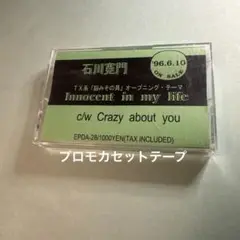 石川寛門
'96.6.10
ON SALE
TX系「脳みその具」オープニング・テーマ
Innocent in my life
c/w Crazy about you
EPDA-28/1000YEN(TAX INCLUDED)
プロモカセットテープ